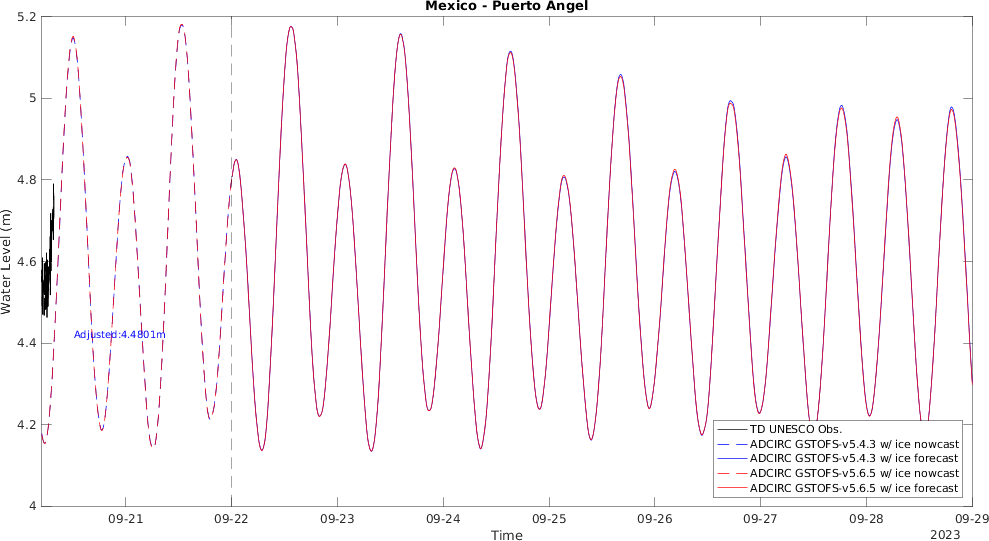 Mexico - Puerto Angel
5.2
5
4.8
4.6
4.4
4.2
4
Water Level (m)
Adjusted:4.4801m
TD UNESCO Obs.
ADCIRC GSTOFS-v5.4.3 w/ ice nowcast
ADCIRC GSTOFS-v5.4.3 w/ ice forecast
ADCIRC GSTOFS-v5.6.5 w/ ice nowcast
ADCIRC GSTOFS-v5.6.5 w/ ice forecast
09-21 09-22 09-23 09-24 09-25 09-26 09-27 09-28 09-29
Time
2023